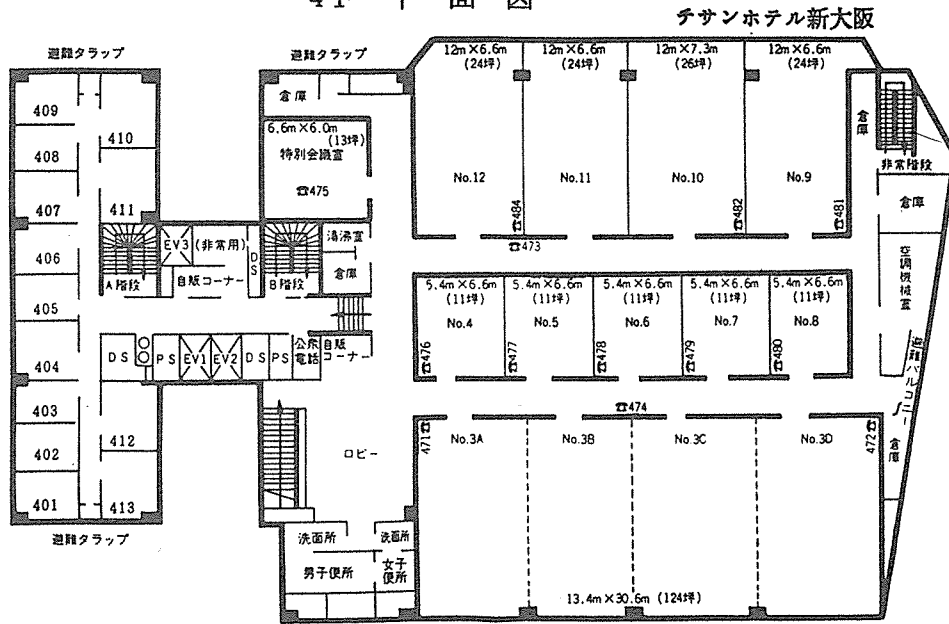 4F 平面図
チサンホテル新大阪
避難タラップ
避難タラップ
12m×6.6m
(24坪)
12m×6.6m
(24坪)
12m×7.3m
(26坪)
12m×6.6m
(24坪)
409
410
408
407
411
406
405
404
403
412
402
401
413
避難タラップ
倉庫
6.6m×6.0m
(13坪)
特別会議室
☎475
No.12
No.11
No.10
No.9
☎484
☎482
☎481
☎473
倉庫
非常階段
倉庫
空調機械室
避難バルコニー
倉庫
A階段
EV3
(非常用)
DS
自販コーナー
B階段
湯沸室
倉庫
DS
PS
EV1
EV2
DS
PS
公衆
電話
自販
コーナー
5.4m×6.6m
(11坪)
5.4m×6.6m
(11坪)
5.4m×6.6m
(11坪)
5.4m×6.6m
(11坪)
5.4m×6.6m
(11坪)
No.4
No.5
No.6
No.7
No.8
☎476
☎477
☎478
☎479
☎480
☎474
471☎
472☎
No.3A
No.3B
No.3C
No.3D
ロビー
洗面所
洗面所
男子便所
女子
便所
13.4m×30.6m (124坪)